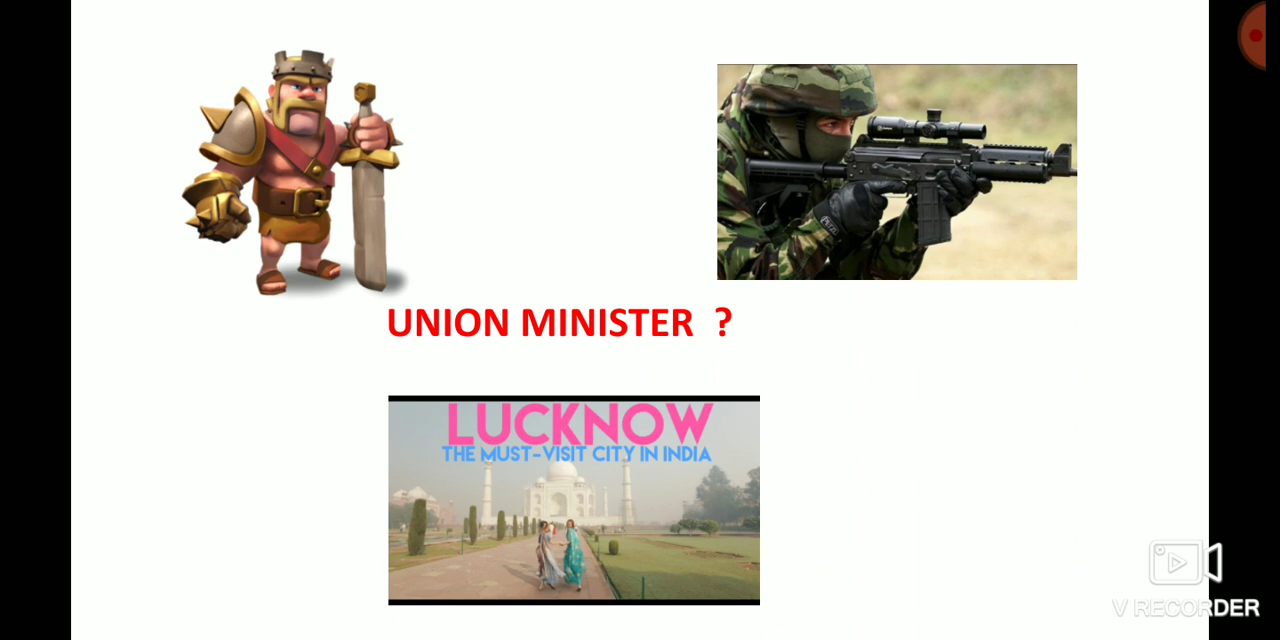 UNION MINISTER ?
LUCKNOW
THE MUST-VISIT CITY IN INDIA
V RECORDER